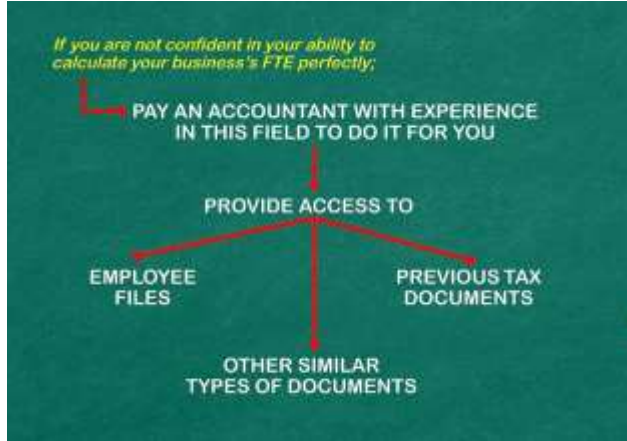 If you are not confident in your ability to
calculate your business's FTE perfectly;
PAY AN ACCOUNTANT WITH EXPERIENCE
IN THIS FIELD TO DO IT FOR YOU
PROVIDE ACCESS TO
EMPLOYEE
FILES
PREVIOUS TAX
DOCUMENTS
OTHER SIMILAR
TYPES OF DOCUMENTS